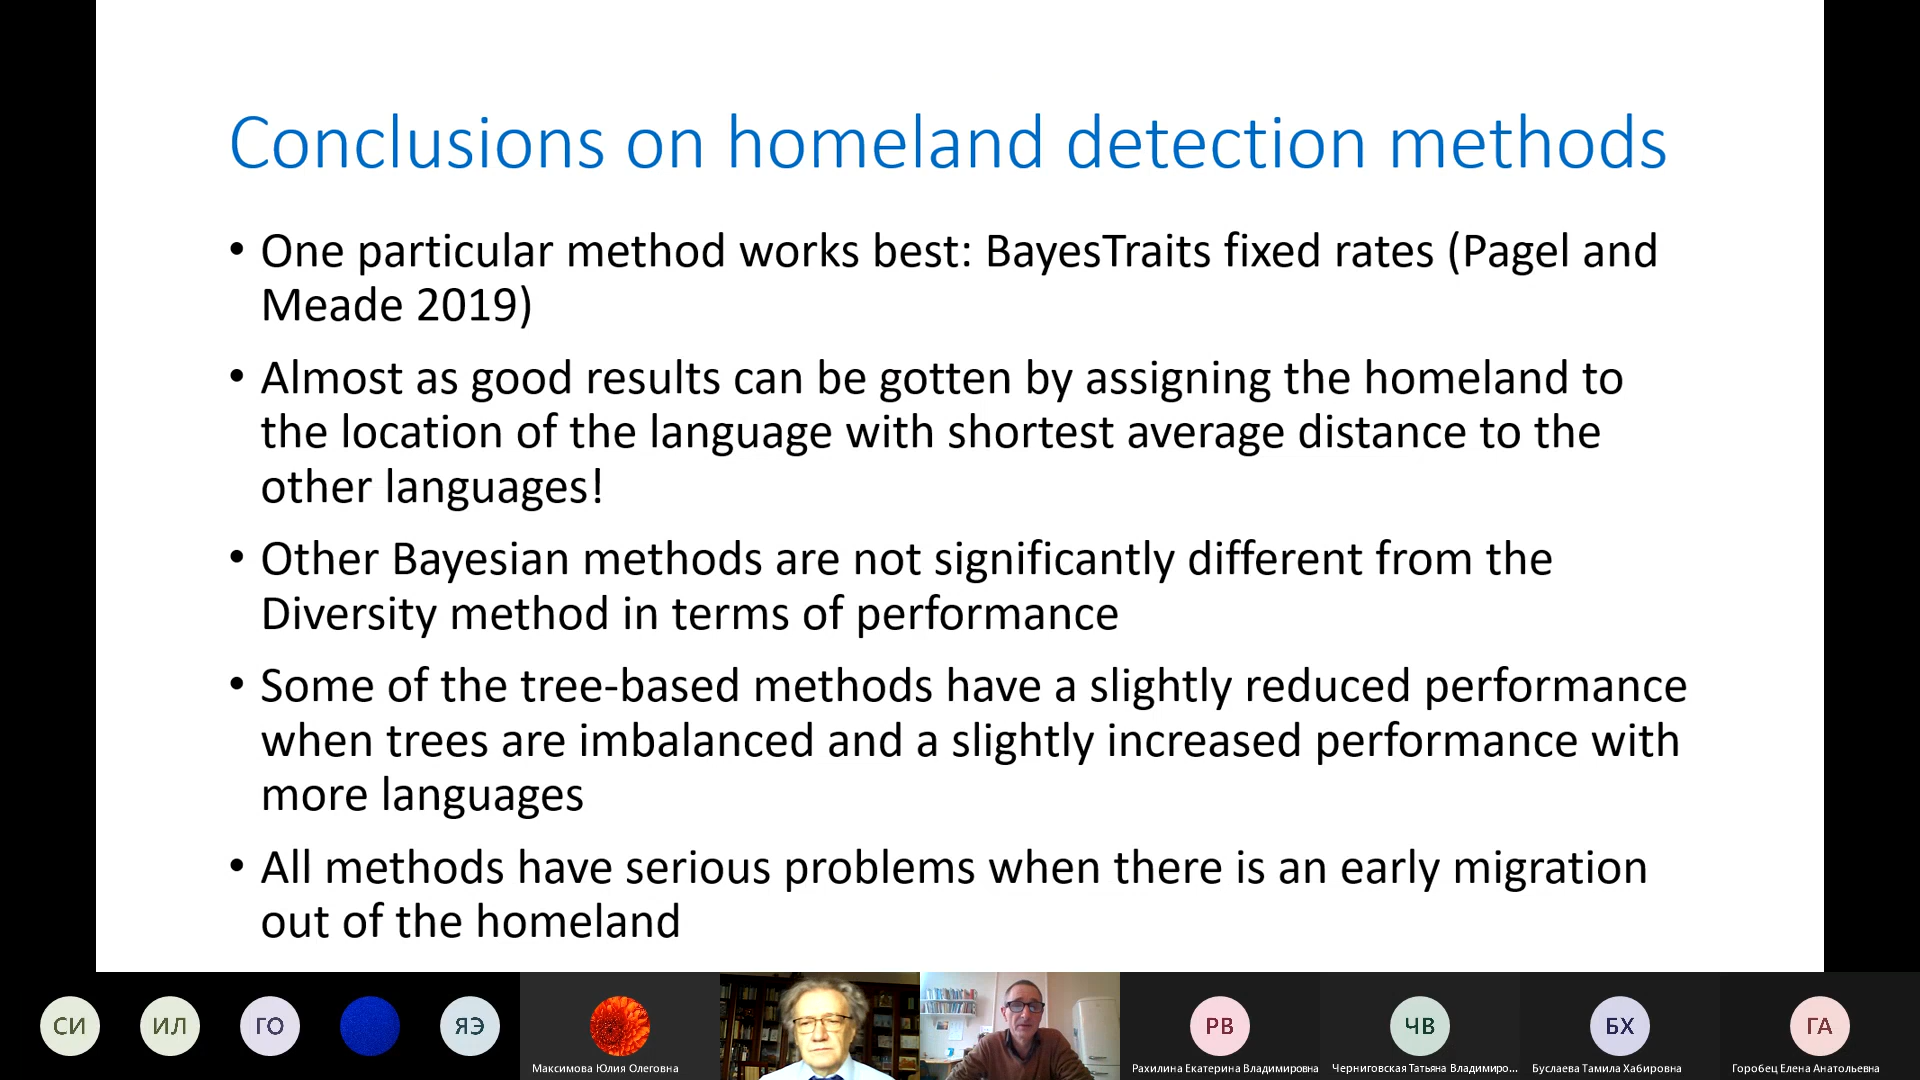 Conclusions on homeland detection methods
• One particular method works best: BayesTraits fixed rates (Pagel and
Meade 2019)
• Almost as good results can be gotten by assigning the homeland to
the location of the language with shortest average distance to the
other languages!
• Other Bayesian methods are not significantly different from the
Diversity method in terms of performance
• Some of the tree-based methods have a slightly reduced performance
when trees are imbalanced and a slightly increased performance with
more languages
• All methods have serious problems when there is an early migration
out of the homeland
СИ
ИЛ
ГО
ЯЭ
Максимова Юлия Олеговна
РВ
Рахилина Екатерина Владимировна
ЧВ
Черниговская Татьяна Владимиро...
БХ
Буслаева Тамила Хабировна
ГА
Горобец Елена Анатольевна